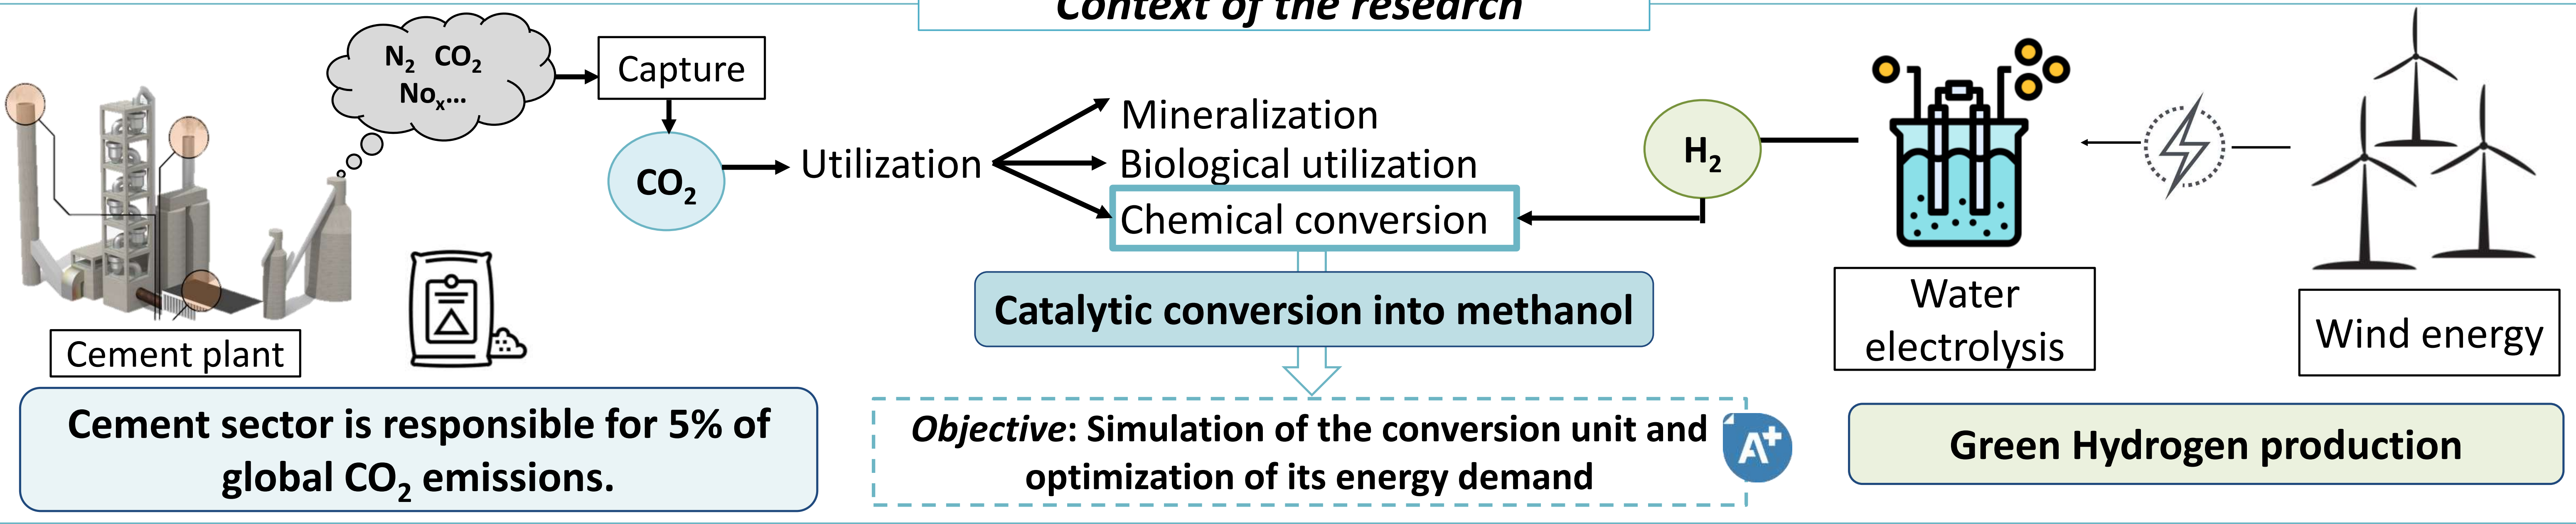 Context of the research
N₂ CO₂
Noₓ...
Capture
CO₂
Utilization
Mineralization
Biological utilization
Chemical conversion
H₂
Catalytic conversion into methanol
Cement plant
Water
electrolysis
Wind energy
Cement sector is responsible for 5% of
global CO₂ emissions.
Objective: Simulation of the conversion unit and
optimization of its energy demand
A+
Green Hydrogen production